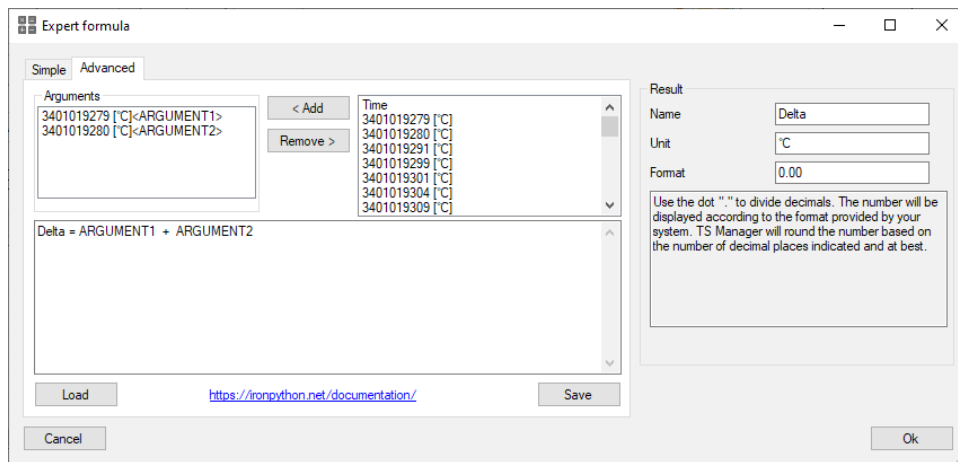 Expert formula
Simple
Advanced
Arguments
3401019279 [°C]<ARGUMENT1>
3401019280 [°C]<ARGUMENT2>
< Add
Remove >
Time
3401019279 [°C]
3401019280 [°C]
3401019291 [°C]
3401019299 [°C]
3401019301 [°C]
3401019304 [°C]
3401019309 [°C]
Delta = ARGUMENT1 + ARGUMENT2
Load
https://ironpython.net/documentation/
Save
Result
Name
Delta
Unit
°C
Format
0.00
Use the dot "." to divide decimals. The number will be
displayed according to the format provided by your
system. TS Manager will round the number based on
the number of decimal places indicated and at best.
Cancel
Ok